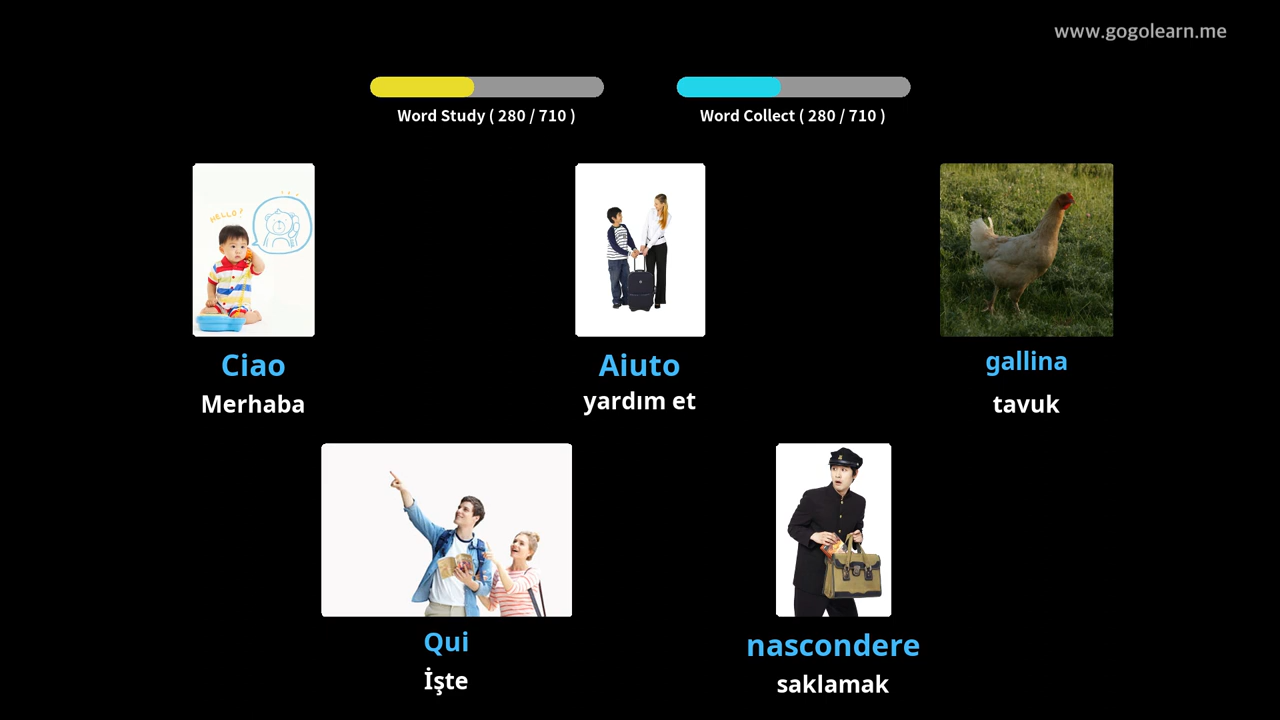 www.gogolearn.me
Word Study ( 280 / 710 )
Word Collect ( 280 / 710 )
HELLO?
Ciao
Merhaba
Aiuto
yardım et
gallina
tavuk
Qui
İşte
nascondere
saklamak